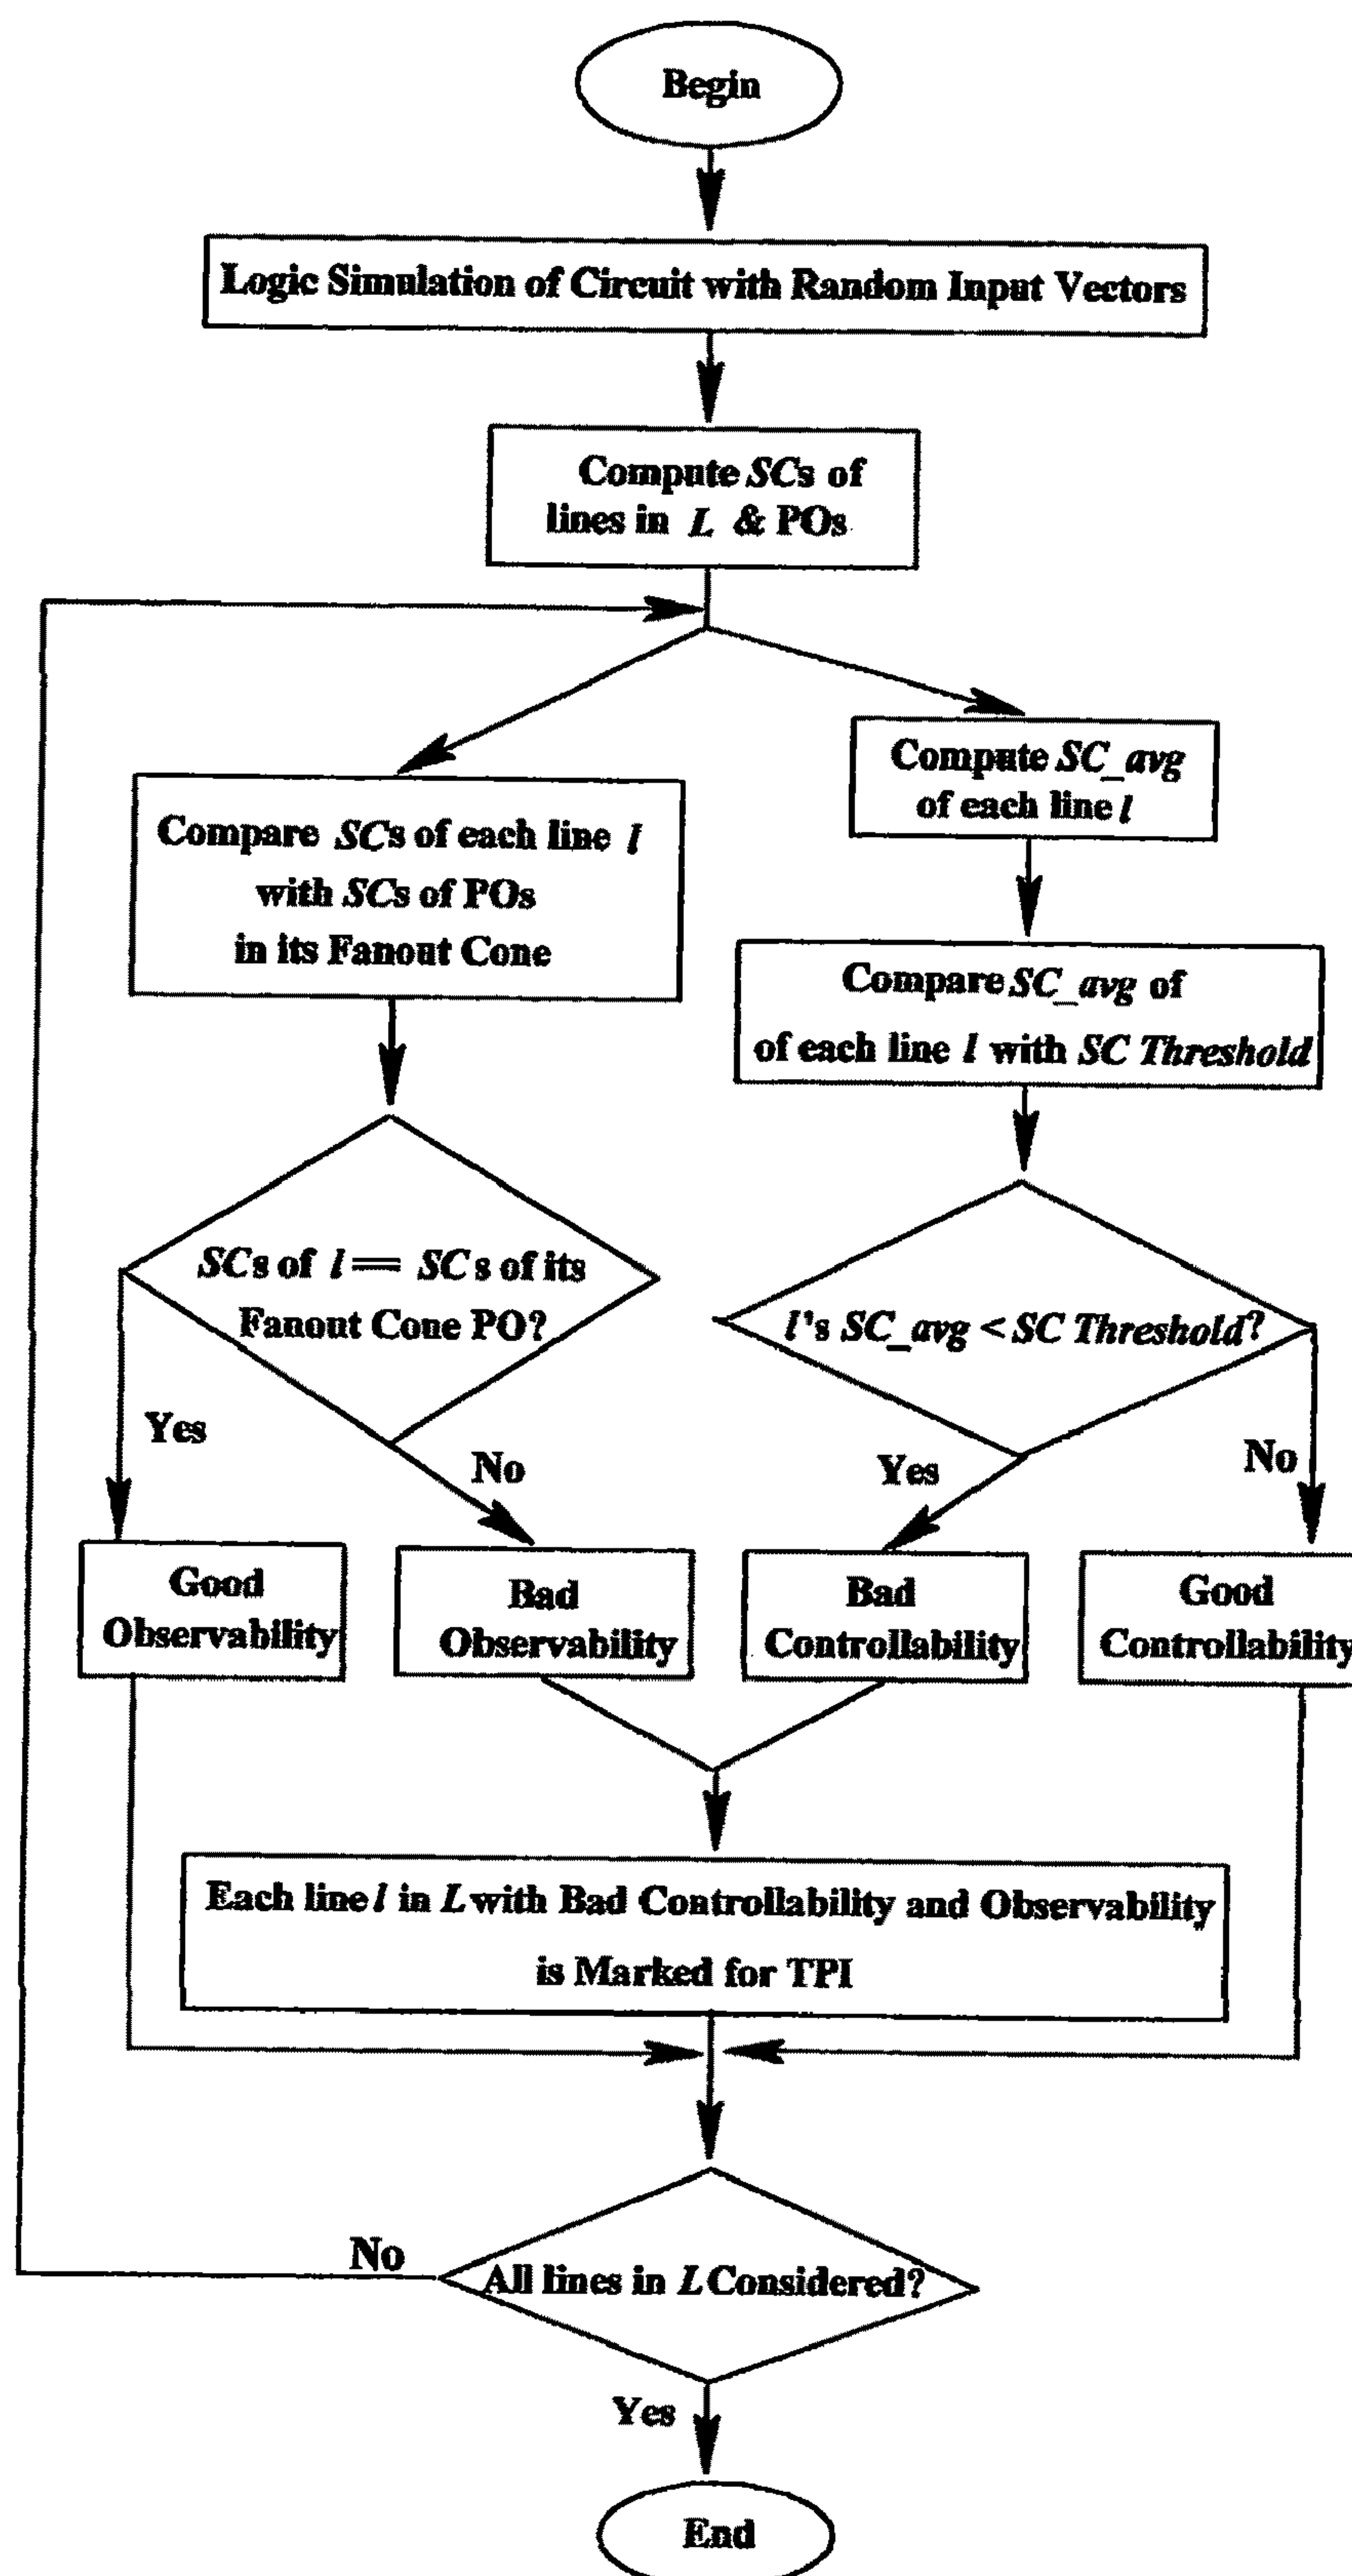 Begin
Logic Simulation of Circuit with Random Input Vectors
Compute SCs of
lines in L & POs
Compare SCs of each line l
with SCs of POs
in its Fanout Cone
Compute SC_avg
of each line l
Compare SC_avg of
of each line l with SC Threshold
SCs of l == SCs of its
Fanout Cone PO?
l's SC_avg < SC Threshold?
Yes
No
Yes
No
Good
Observability
Bad
Observability
Bad
Controllability
Good
Controllability
Each line l in L with Bad Controllability and Observability
is Marked for TPI
No
All lines in L Considered?
Yes
End